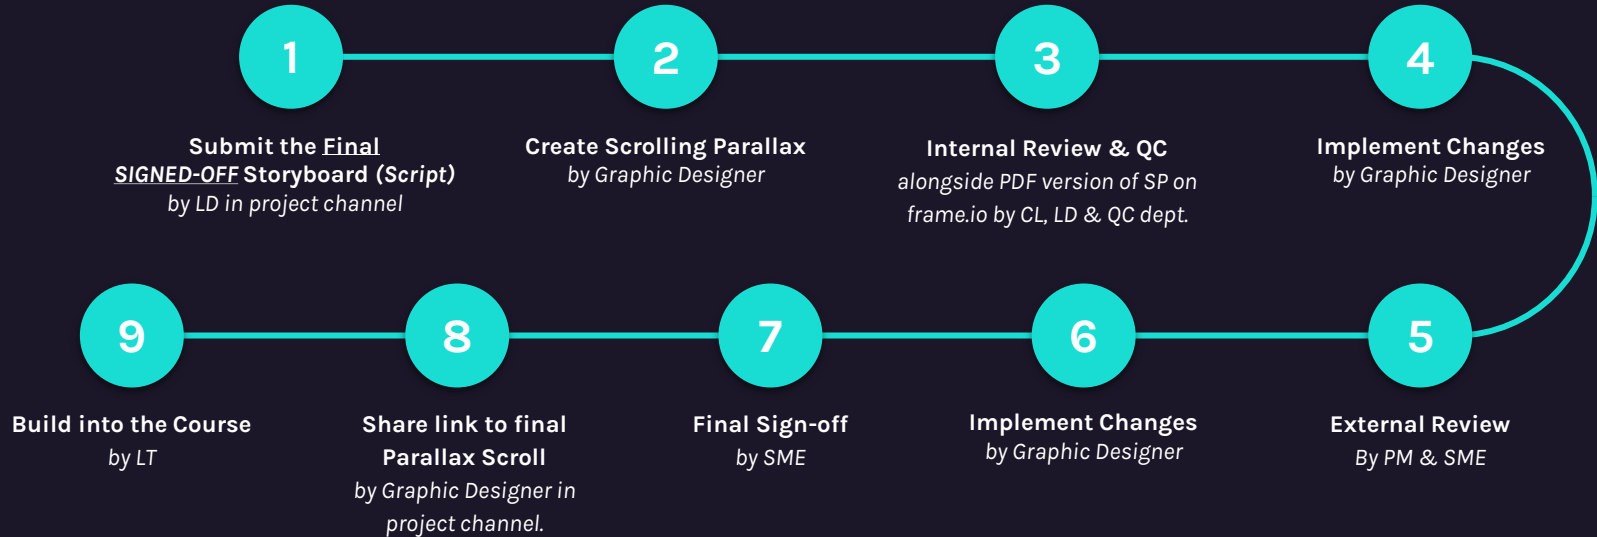 1
Submit the Final
SIGNED-OFF Storyboard (Script)
by LD in project channel
2
Create Scrolling Parallax
by Graphic Designer
3
Internal Review & QC
alongside PDF version of SP on
frame.io by CL, LD & QC dept.
4
Implement Changes
by Graphic Designer
5
External Review
By PM & SME
6
Implement Changes
by Graphic Designer
7
Final Sign-off
by SME
8
Share link to final
Parallax Scroll
by Graphic Designer in
project channel.
9
Build into the Course
by LT